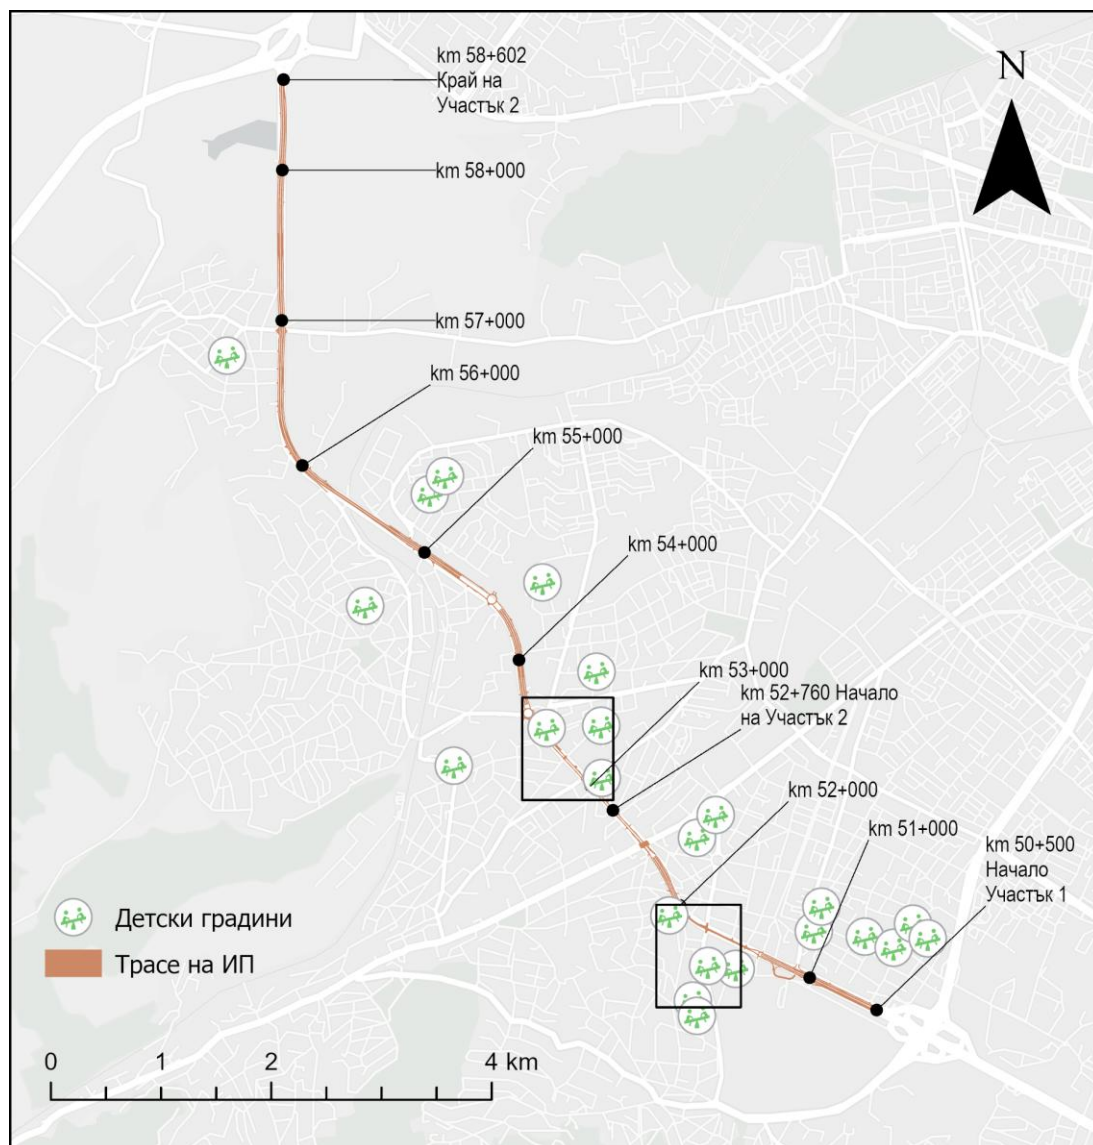 km 58+602
Край на
Участък 2
N
km 58+000
km 57+000
km 56+000
km 55+000
km 54+000
km 53+000
km 52+760 Начало
на Участък 2
km 52+000
km 51+000
km 50+500
Начало
Участък 1
Детски градини
Трасе на ИП
0 1 2 4 km